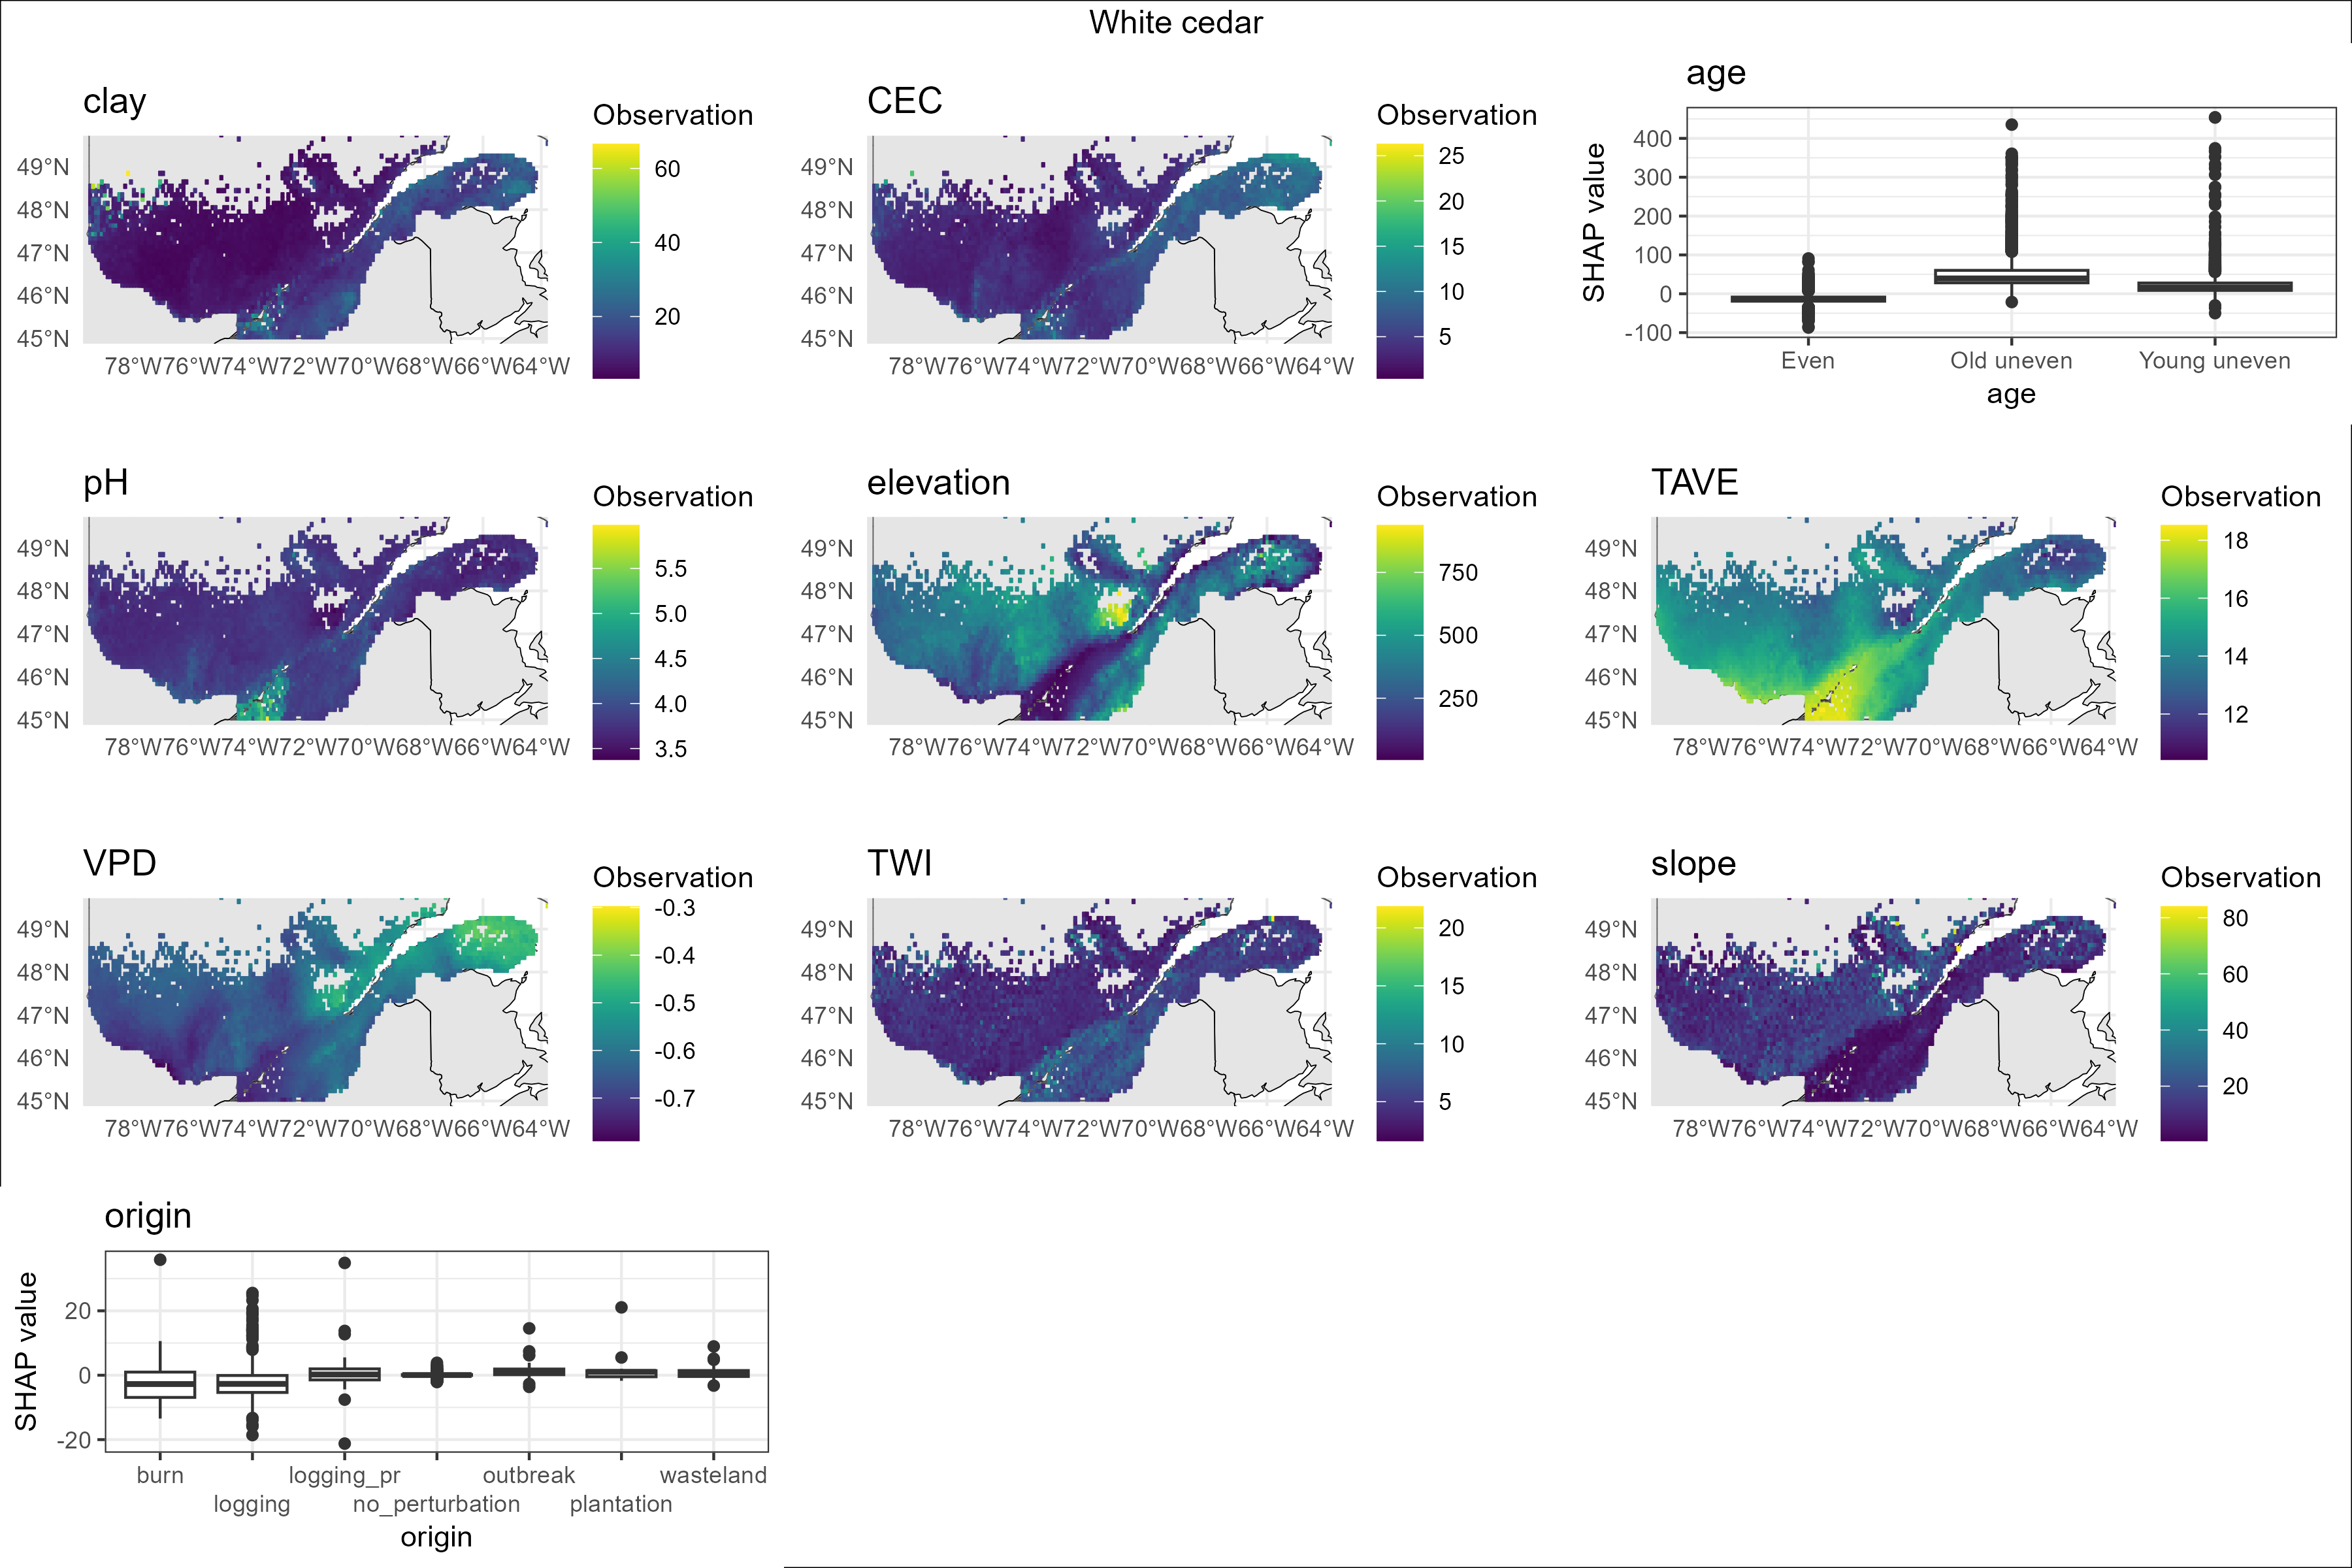 White cedar
clay
Observation
60
40
20
49°N
48°N
47°N
46°N
45°N
78°W76°W74°W72°W70°W68°W66°W64°W
CEC
Observation
25
20
15
10
5
49°N
48°N
47°N
46°N
45°N
78°W76°W74°W72°W70°W68°W66°W64°W
age
SHAP value
400
300
200
100
0
-100
Even Old uneven Young uneven
age
pH
Observation
5.5
5.0
4.5
4.0
3.5
49°N
48°N
47°N
46°N
45°N
78°W76°W74°W72°W70°W68°W66°W64°W
elevation
Observation
750
500
250
49°N
48°N
47°N
46°N
45°N
78°W76°W74°W72°W70°W68°W66°W64°W
TAVE
Observation
18
16
14
12
49°N
48°N
47°N
46°N
45°N
78°W76°W74°W72°W70°W68°W66°W64°W
VPD
Observation
-0.3
-0.4
-0.5
-0.6
-0.7
49°N
48°N
47°N
46°N
45°N
78°W76°W74°W72°W70°W68°W66°W64°W
TWI
Observation
20
15
10
5
49°N
48°N
47°N
46°N
45°N
78°W76°W74°W72°W70°W68°W66°W64°W
slope
Observation
80
60
40
20
49°N
48°N
47°N
46°N
45°N
78°W76°W74°W72°W70°W68°W66°W64°W
origin
SHAP value
20
0
-20
burn logging_pr outbreak wasteland
logging no_perturbation plantation
origin